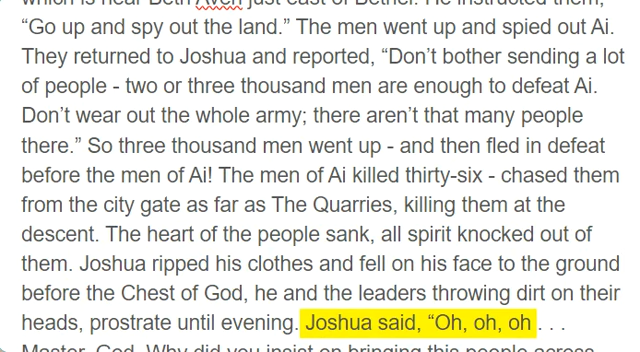 which is near Beth Aven just east of Bethel. He instructed them,
“Go up and spy out the land.” The men went up and spied out Ai.
They returned to Joshua and reported, “Don’t bother sending a lot
of people - two or three thousand men are enough to defeat Ai.
Don’t wear out the whole army; there aren’t that many people
there.” So three thousand men went up - and then fled in defeat
before the men of Ai! The men of Ai killed thirty-six - chased them
from the city gate as far as The Quarries, killing them at the
descent. The heart of the people sank, all spirit knocked out of
them. Joshua ripped his clothes and fell on his face to the ground
before the Chest of God, he and the leaders throwing dirt on their
heads, prostrate until evening. Joshua said, “Oh, oh, oh . . .
Master, God. Why did you insist on bringing this people across